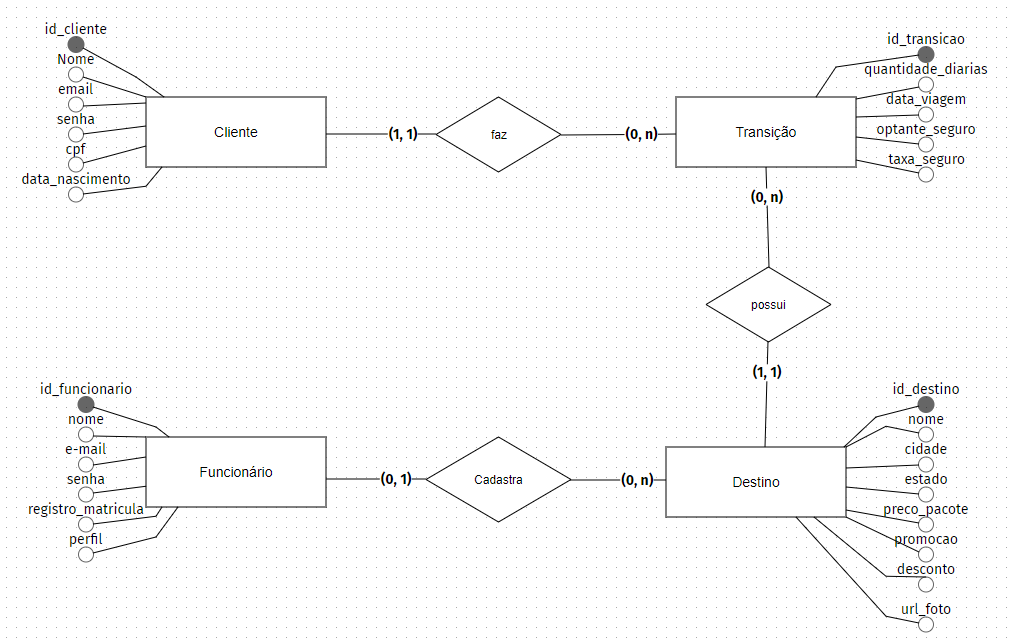 id_cliente
Nome
email
senha
cpf
data_nascimento
Cliente
(1, 1)
faz
(0, n)
Transição
id_transicao
quantidade_diarias
data_viagem
optante_seguro
taxa_seguro
(0, n)
possui
(1, 1)
id_funcionario
nome
e-mail
senha
registro_matricula
perfil
Funcionário
(0, 1)
Cadastra
(0, n)
Destino
id_destino
nome
cidade
estado
preco_pacote
promocao
desconto
url_foto